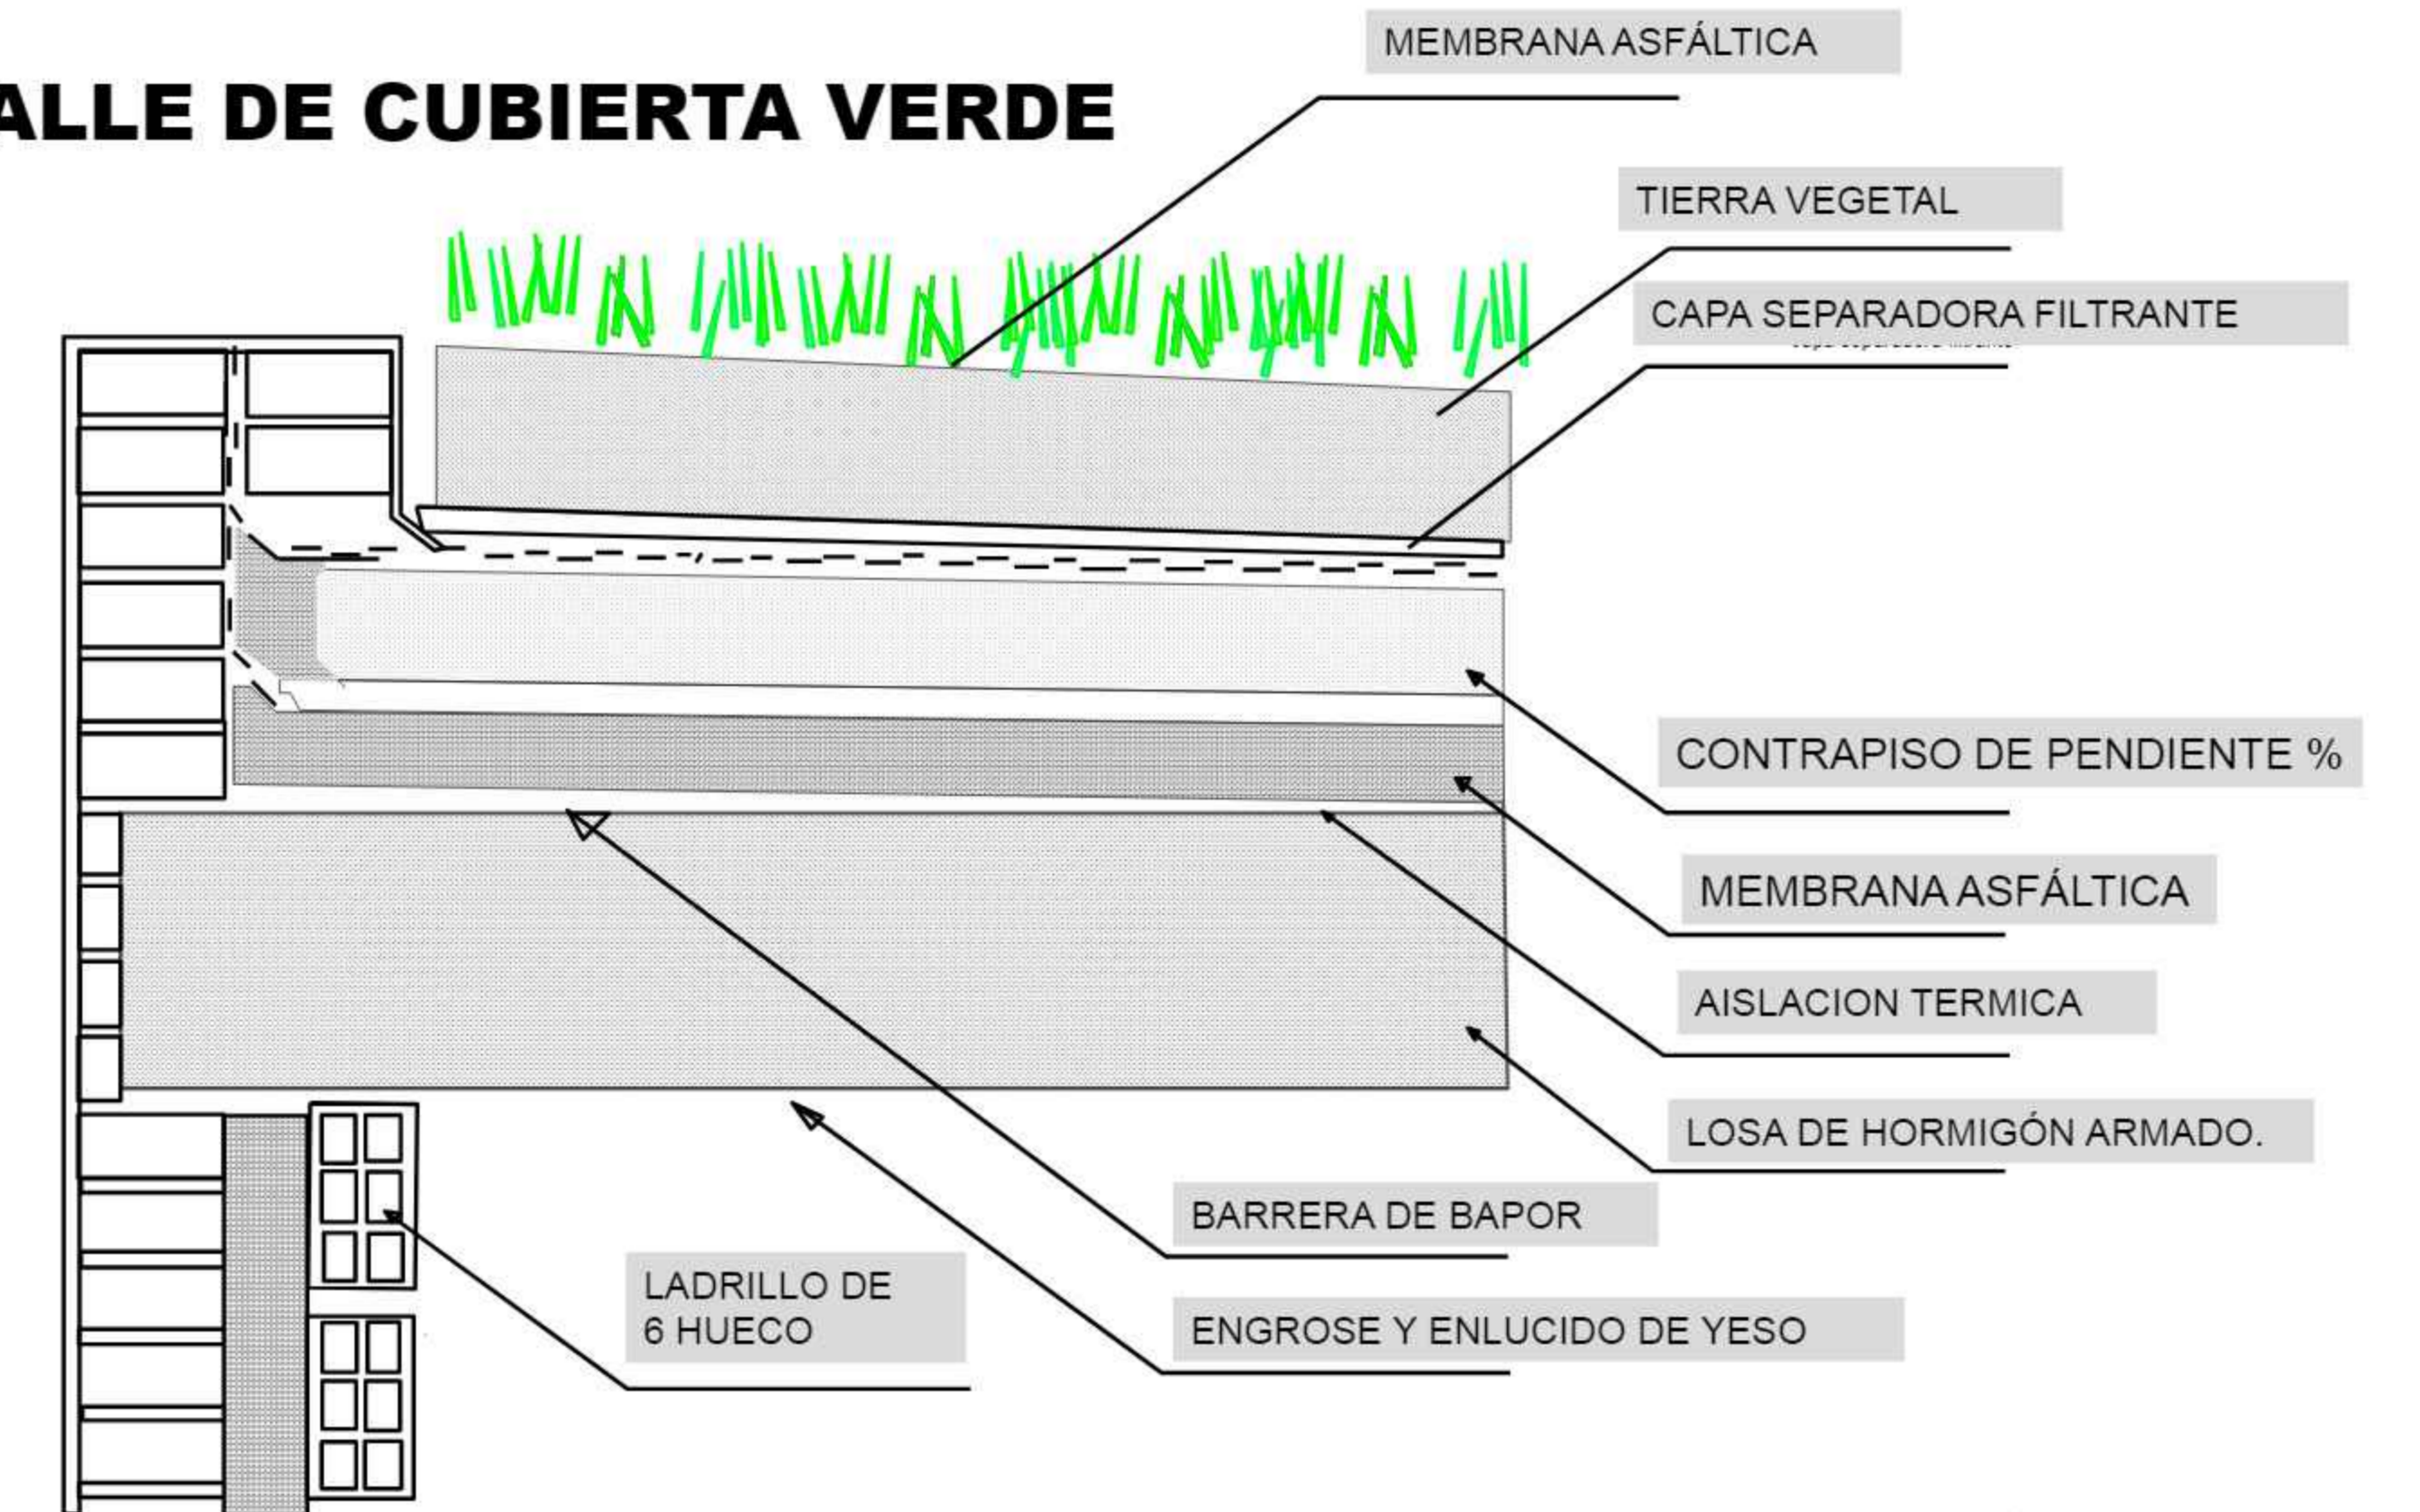 MEMBRANA ASFÁLTICA
ALLE DE CUBIERTA VERDE
TIERRA VEGETAL
CAPA SEPARADORA FILTRANTE
CONTRAPISO DE PENDIENTE %
MEMBRANA ASFÁLTICA
AISLACION TERMICA
LOSA DE HORMIGÓN ARMADO.
BARRERA DE BAPOR
LADRILLO DE
6 HUECO
ENGROSE Y ENLUCIDO DE YESO